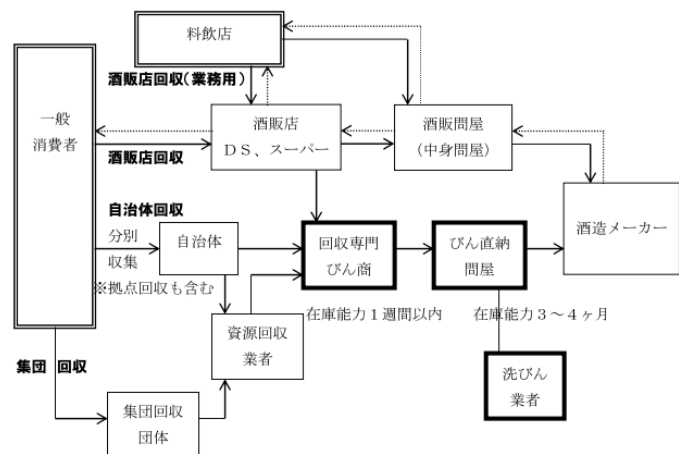 料飲店
酒販店回収（業務用）
一般
消費者
酒販店
ＤＳ、スーパー
酒販問屋
（中身問屋）
酒販店回収
酒造メーカー
自治体回収
分別
収集
自治体
回収専門
びん商
びん直納
問屋
※拠点回収も含む
在庫能力１週間以内
在庫能力３～４ヶ月
資源回収
業者
集団 回収
洗びん
業者
集団回収
団体